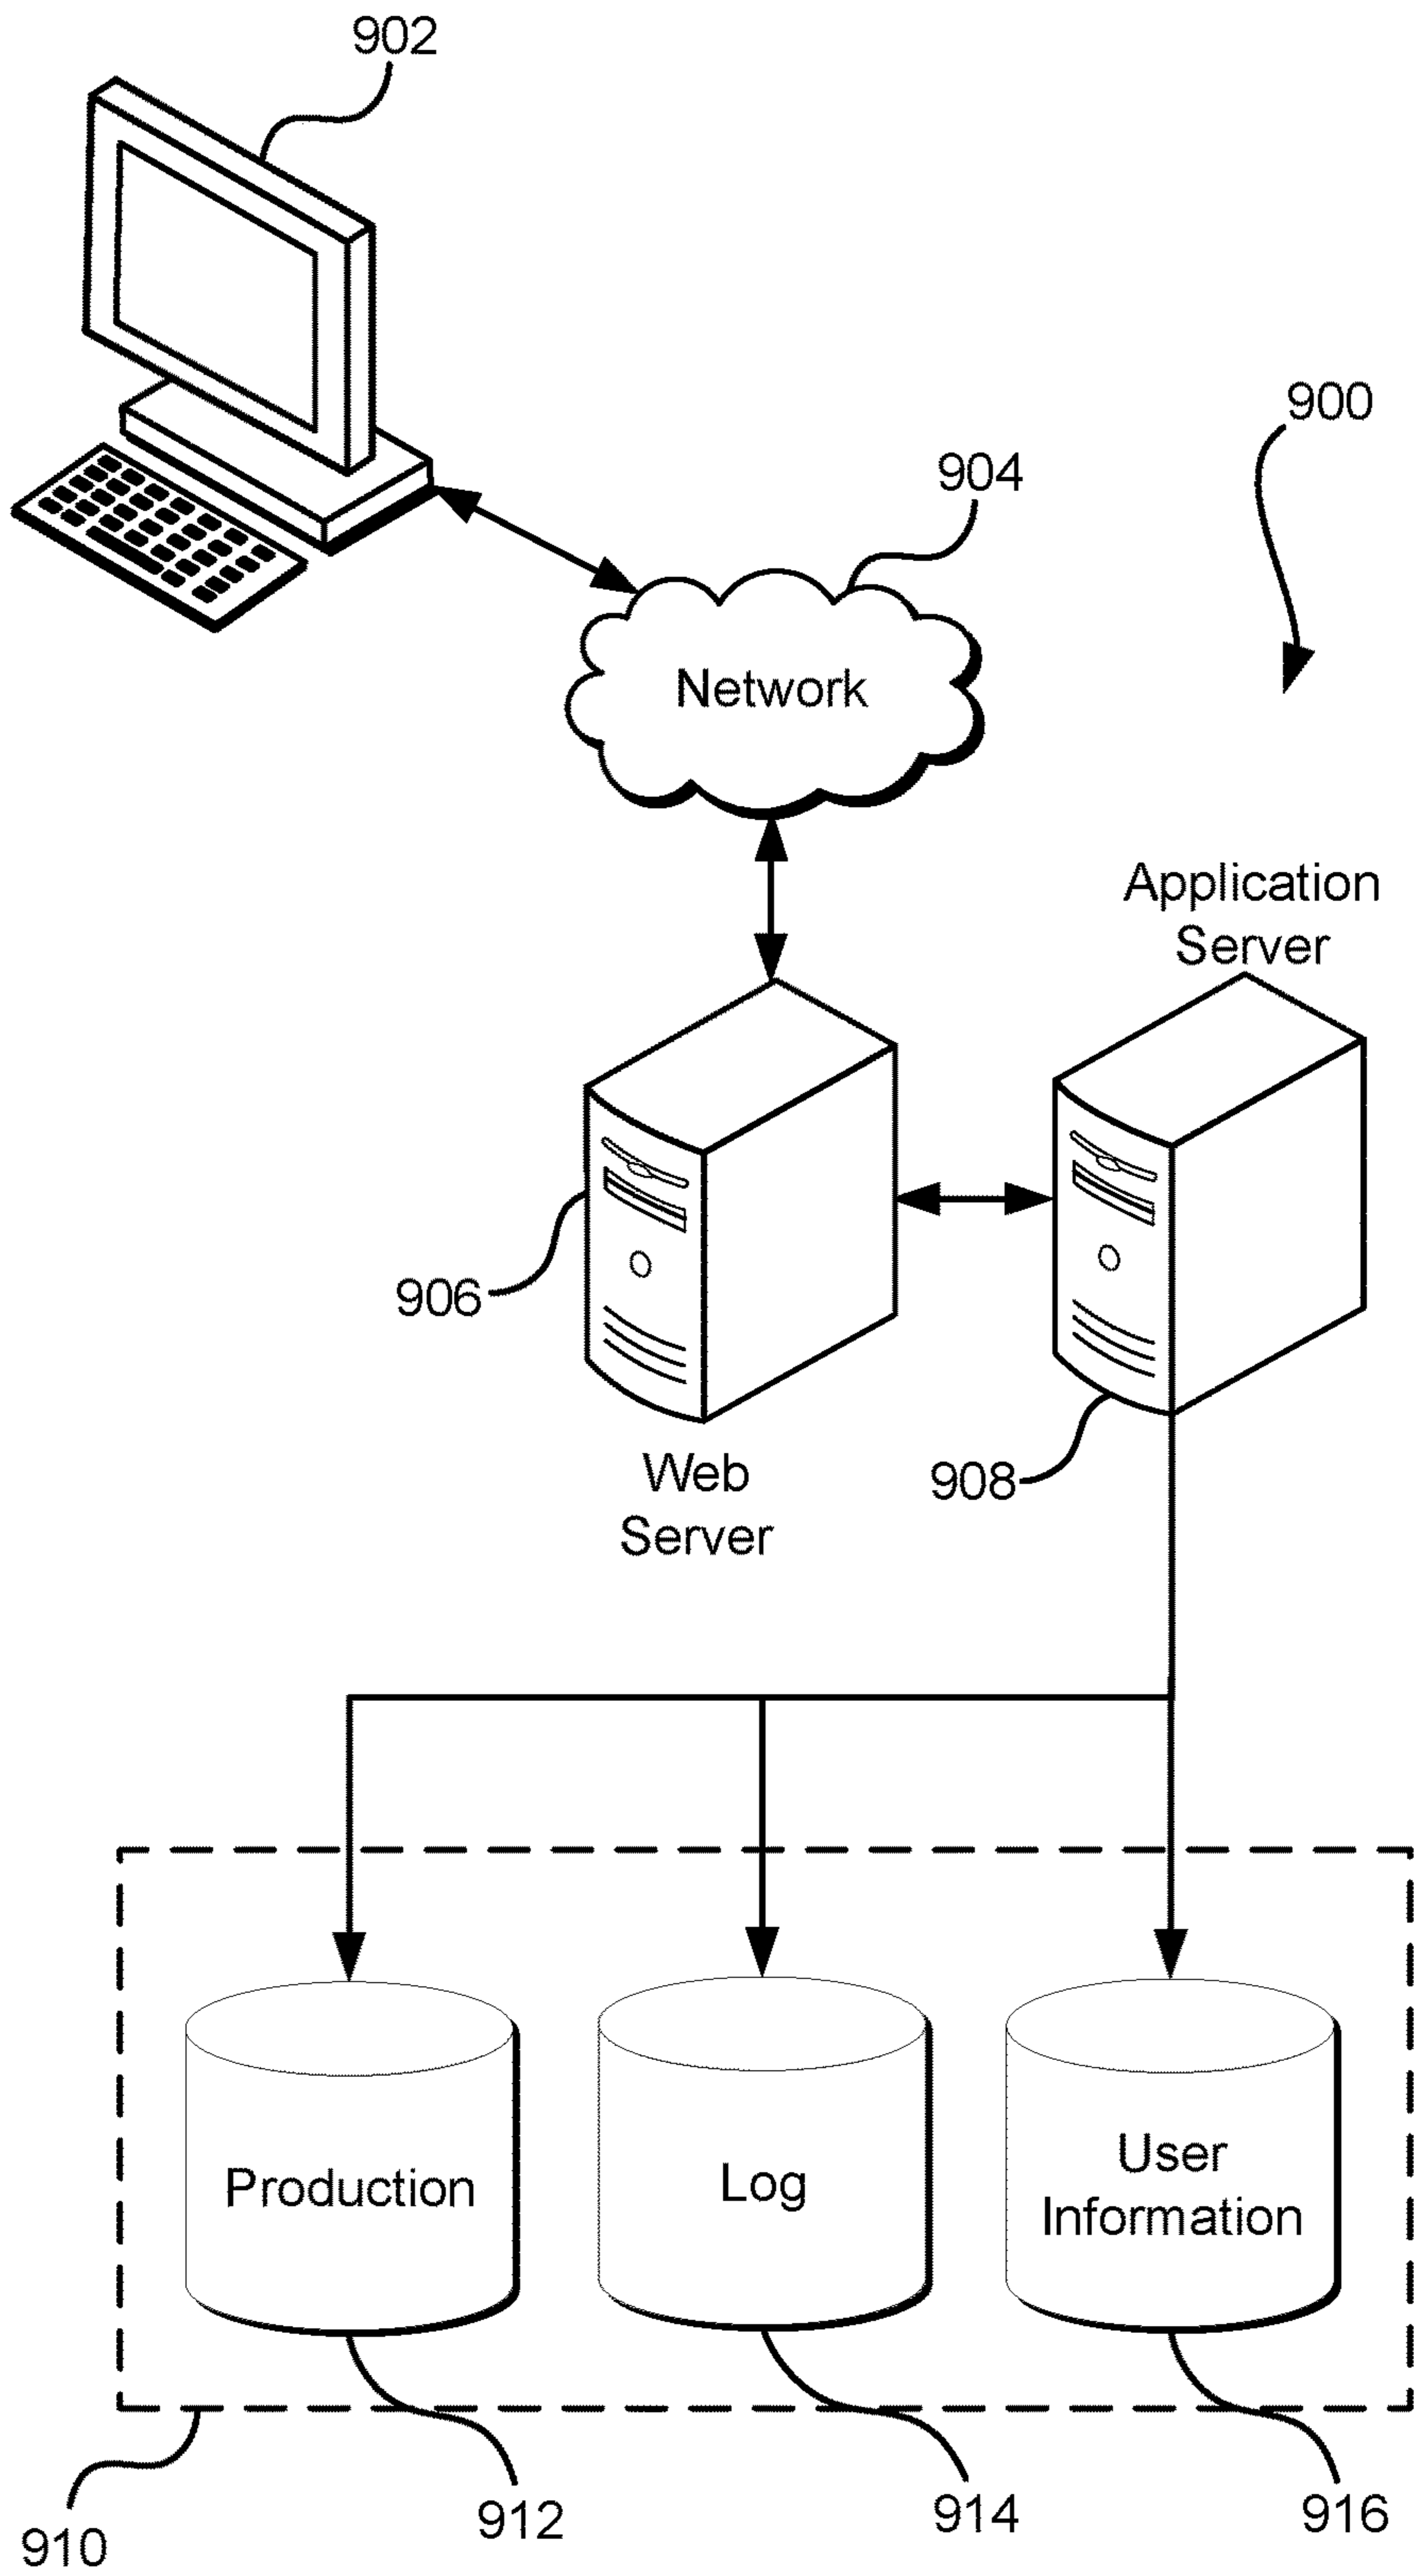 902
900
904
Network
Application
Server
906
Web
Server
908
Production
Log
User
Information
910
912
914
916